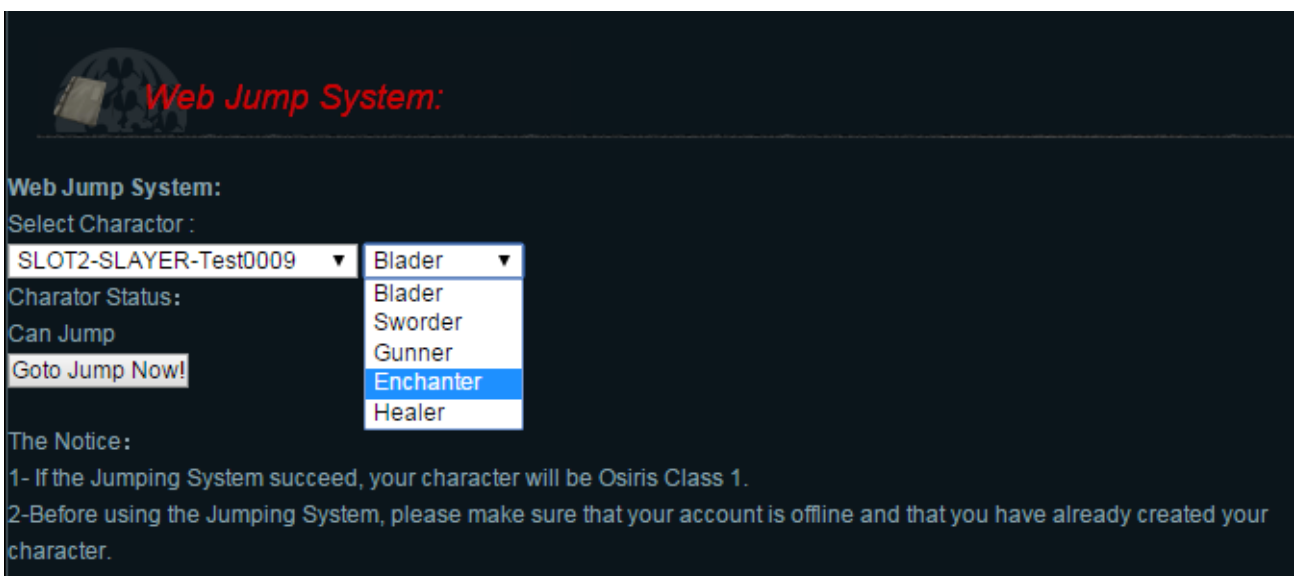 Web Jump System:
Web Jump System:
Select Charactor :
SLOT2-SLAYER-Test0009 ▼ Blader ▼
Charator Status:
Blader
Can Jump
Sworder
Goto Jump Now!
Gunner
Enchanter
Healer
The Notice:
1- If the Jumping System succeed, your character will be Osiris Class 1.
2-Before using the Jumping System, please make sure that your account is offline and that you have already created your
character.